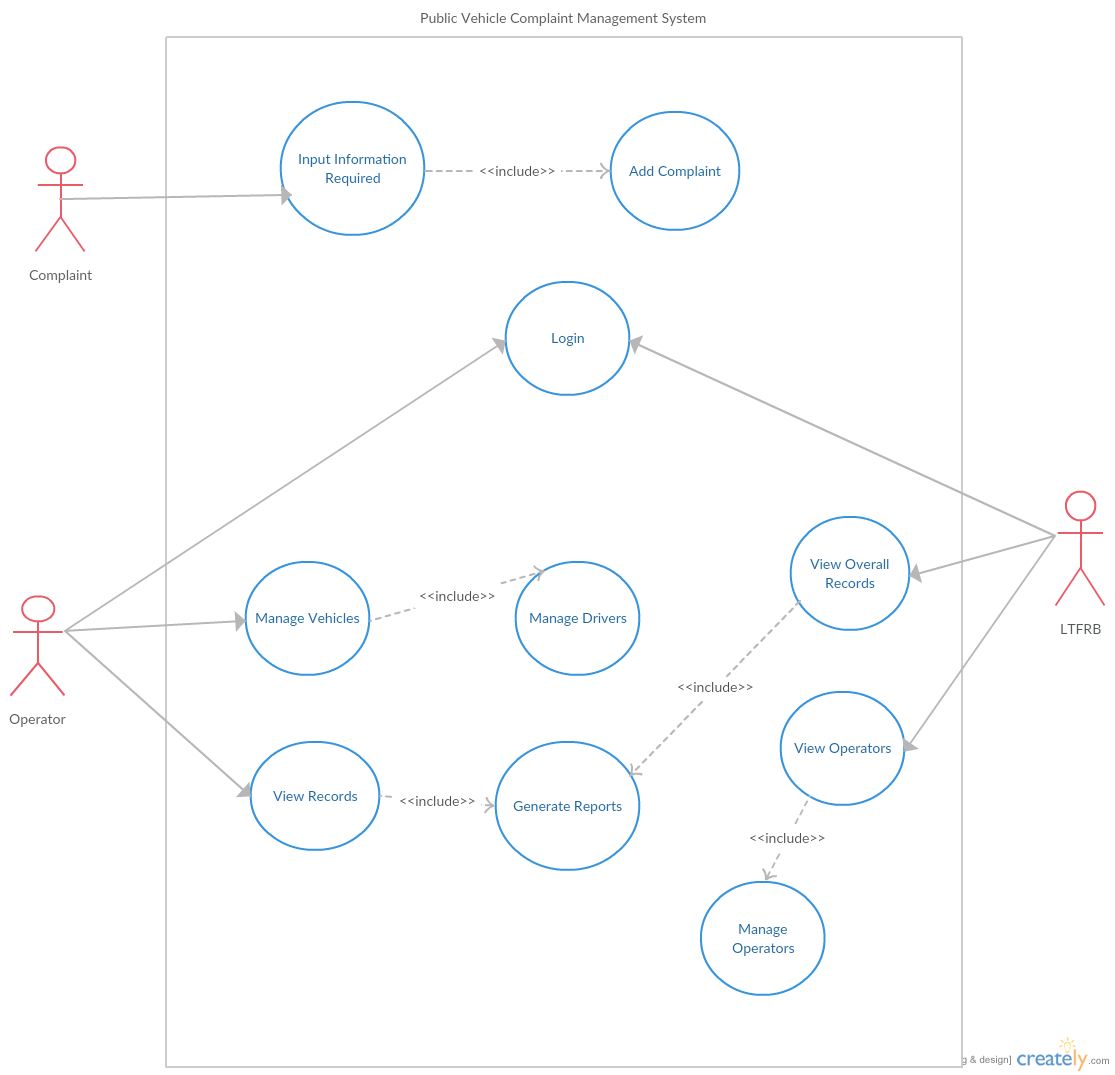 Public Vehicle Complaint Management System
Input Information
Required
<<include>>
Add Complaint
Complaint
Login
View Overall
Records
Manage Vehicles
<<include>>
Manage Drivers
LTFRB
Operator
<<include>>
View Operators
View Records
<<include>>
Generate Reports
<<include>>
Manage
Operators
g & design]
creately.com